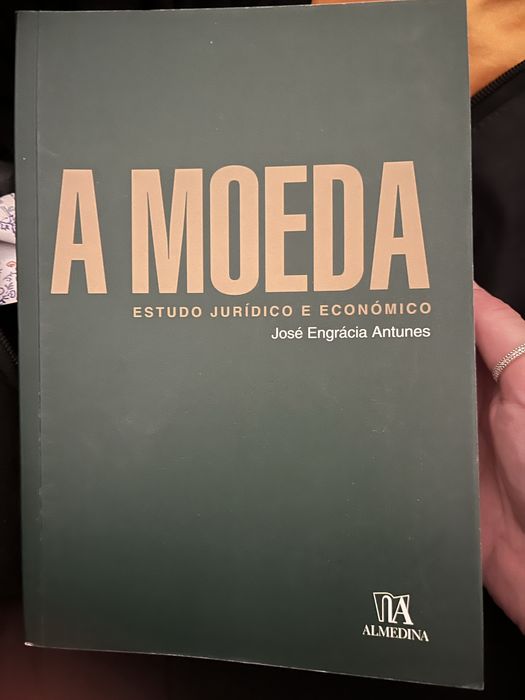 A MOEDA
ESTUDO JURÍDICO E ECONÓMICO
José Engrácia Antunes
ALMEDINA